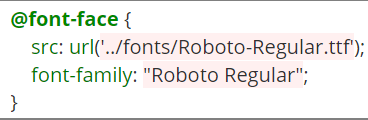 @font-face {
src: url('../fonts/Roboto-Regular.ttf');
font-family: "Roboto Regular";
}